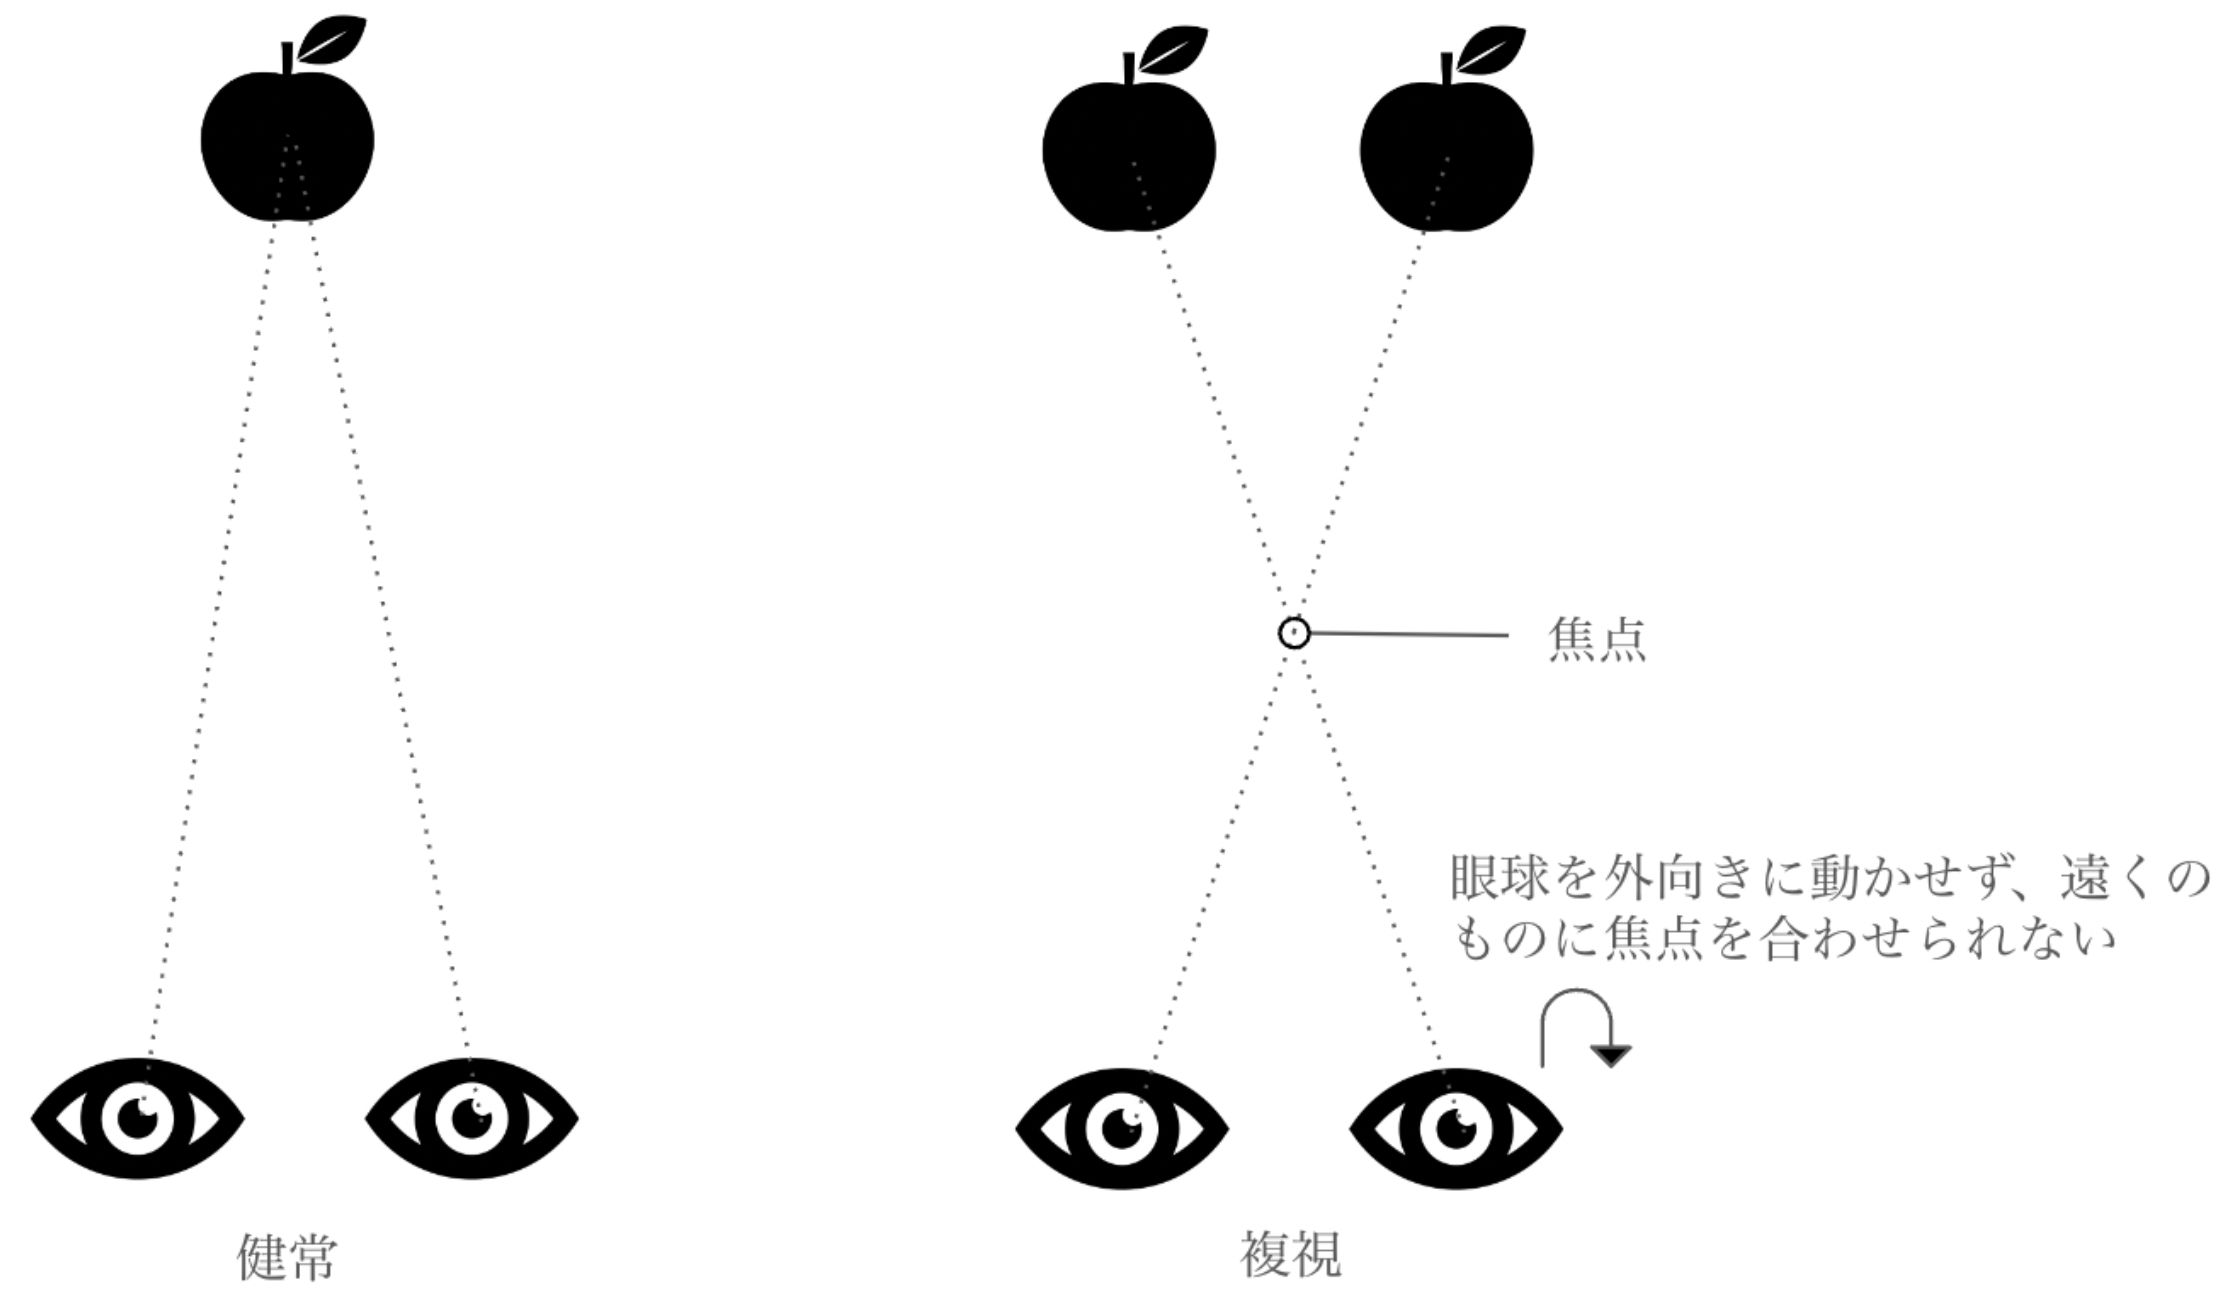 焦点
眼球を外向きに動かせず、遠くの
ものに焦点を合わせられない
健常
複視